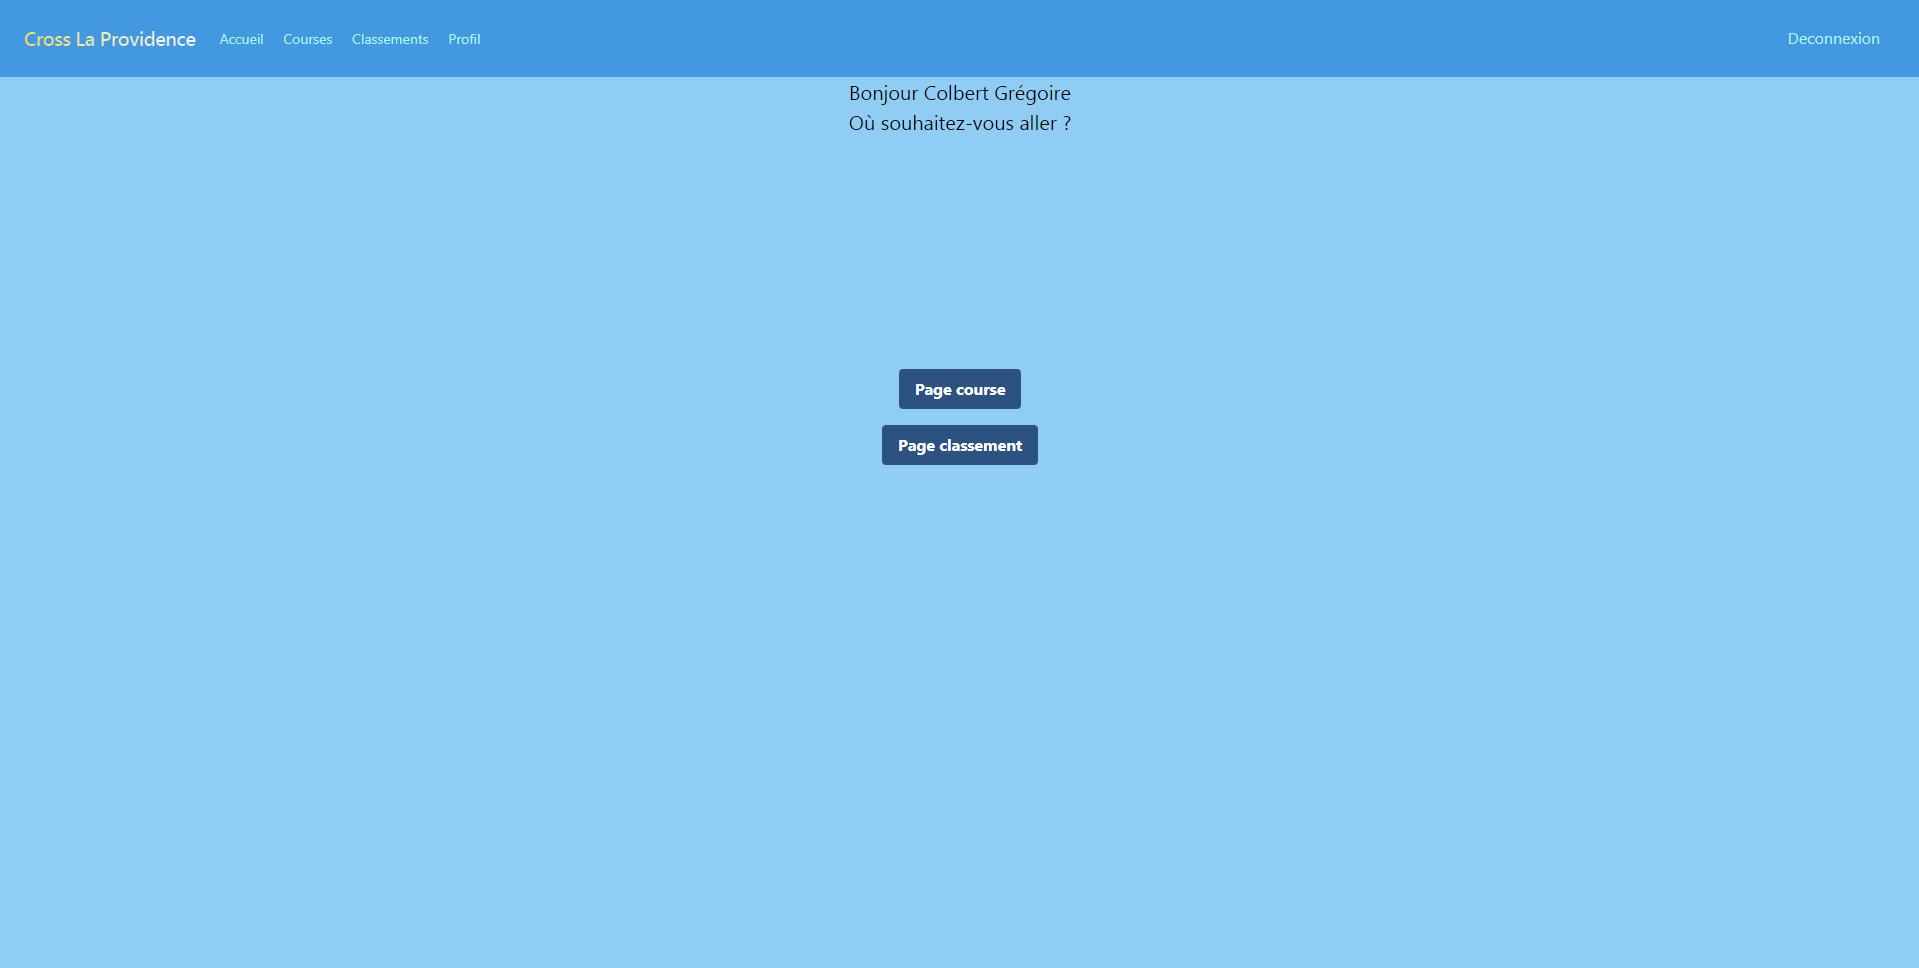 Cross La Providence Accueil Courses Classements Profil Deconnexion
Bonjour Colbert Grégoire
Où souhaitez-vous aller ?
Page course
Page classement